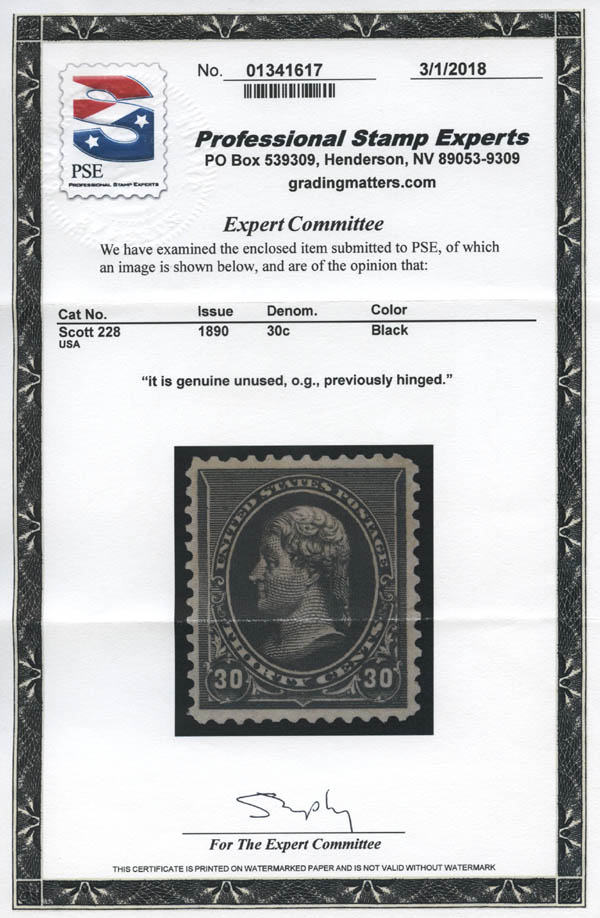 No. 01341617 3/1/2018
PSE
PROFESSIONAL STAMP EXPERTS
Professional Stamp Experts
PO Box 539309, Henderson, NV 89053-9309
gradingmatters.com
Expert Committee
We have examined the enclosed item submitted to PSE, of which
an image is shown below, and are of the opinion that:
Cat No. Issue Denom. Color
Scott 228 1890 30c Black
USA
“it is genuine unused, o.g., previously hinged.”
UNITED STATES POSTAGE
THIRTY CENTS
30 30
For The Expert Committee
THIS CERTIFICATE IS PRINTED ON WATERMARKED PAPER AND IS NOT VALID WITHOUT WATERMARK